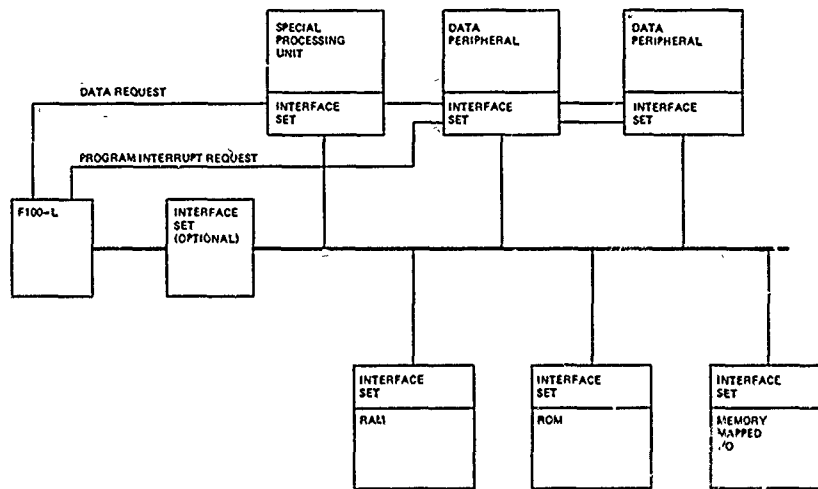 SPECIAL
PROCESSING
UNIT
DATA
PERIPHERAL
DATA
PERIPHERAL
DATA REQUEST
INTERFACE
SET
INTERFACE
SET
INTERFACE
SET
PROGRAM INTERRUPT REQUEST
F100-L
INTERFACE
SET
(OPTIONAL)
INTERFACE
SET
RAM
INTERFACE
SET
ROM
INTERFACE
SET
MEMORY
MAPPED
I/O